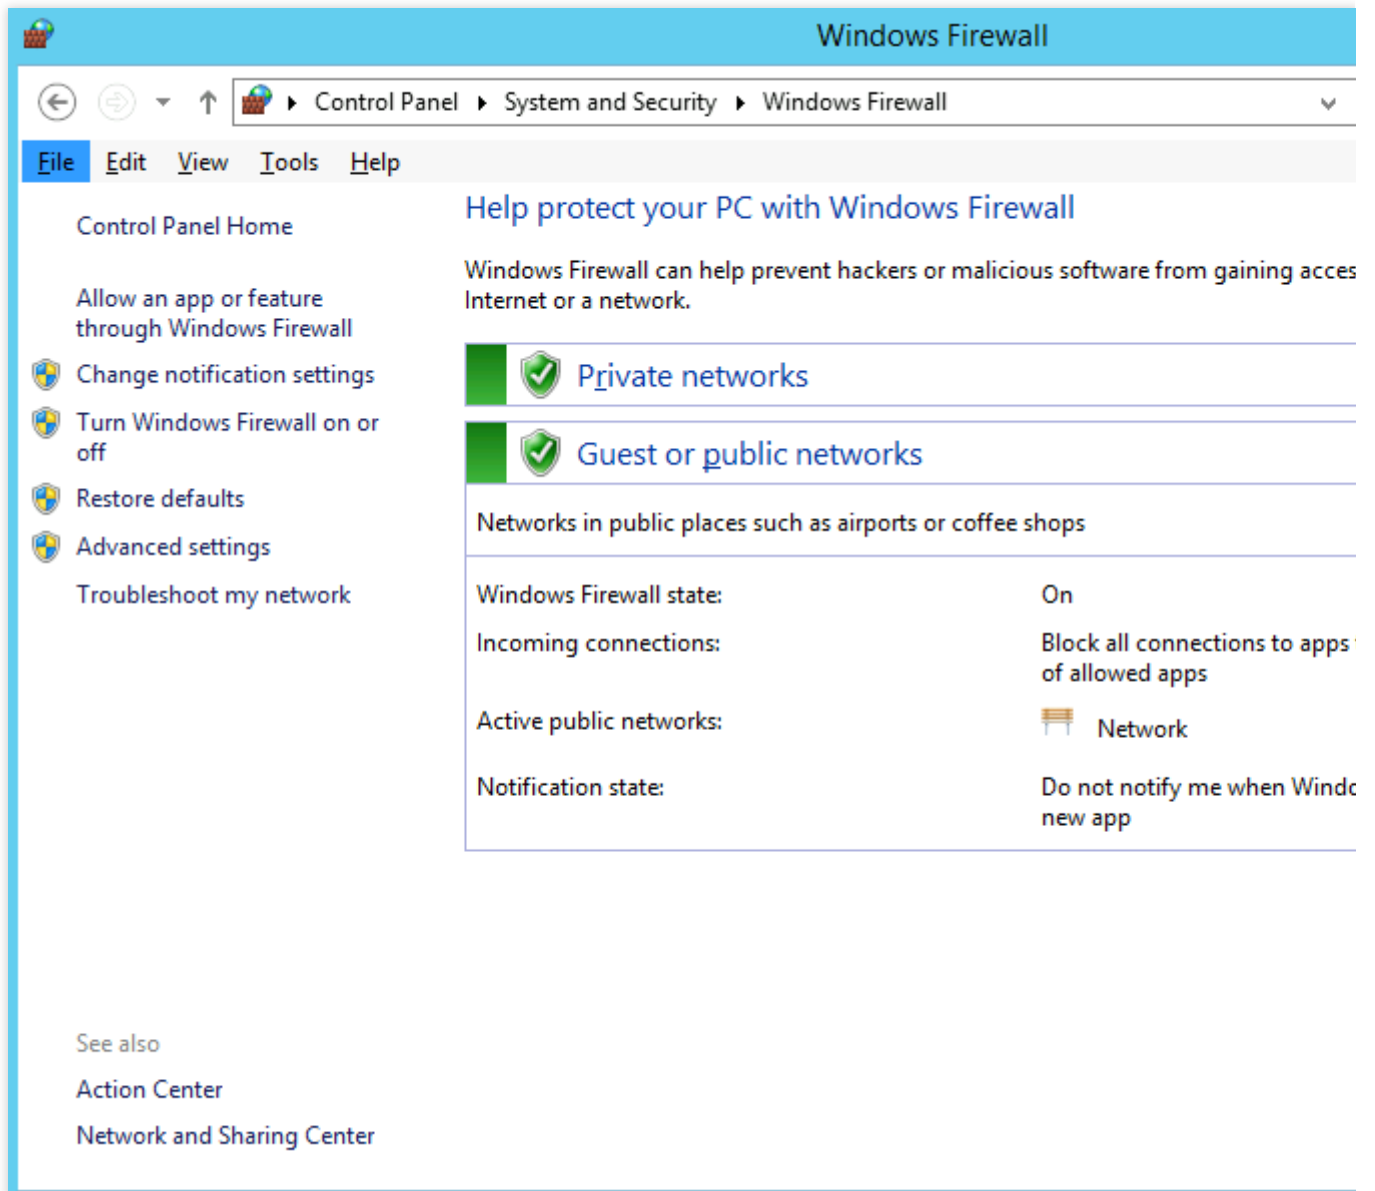 Windows Firewall
Control Panel
System and Security
Windows Firewall
File Edit View Tools Help
Control Panel Home
Allow an app or feature
through Windows Firewall
Change notification settings
Turn Windows Firewall on or
off
Restore defaults
Advanced settings
Troubleshoot my network
See also
Action Center
Network and Sharing Center
Help protect your PC with Windows Firewall
Windows Firewall can help prevent hackers or malicious software from gaining acces
Internet or a network.
Private networks
Guest or public networks
Networks in public places such as airports or coffee shops
Windows Firewall state: On
Incoming connections: Block all connections to apps
of allowed apps
Active public networks: Network
Notification state: Do not notify me when Windo
new app